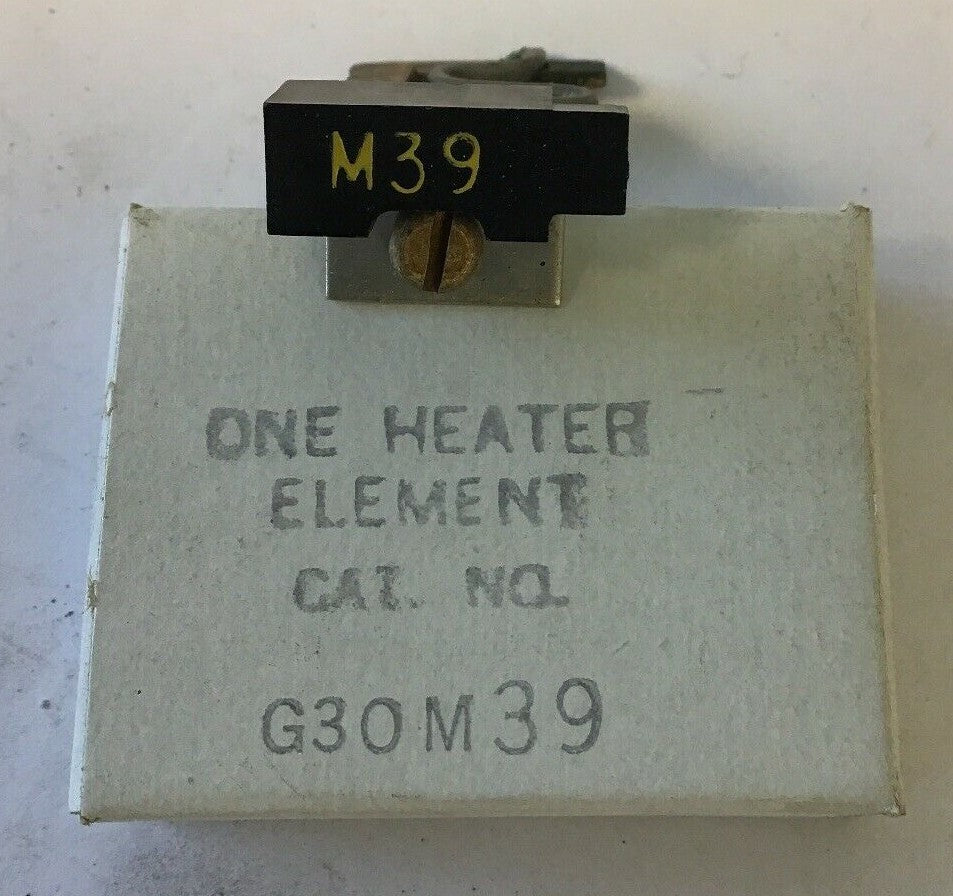 M39
ONE HEATER
ELEMENT
CAT. NO.
G30M39